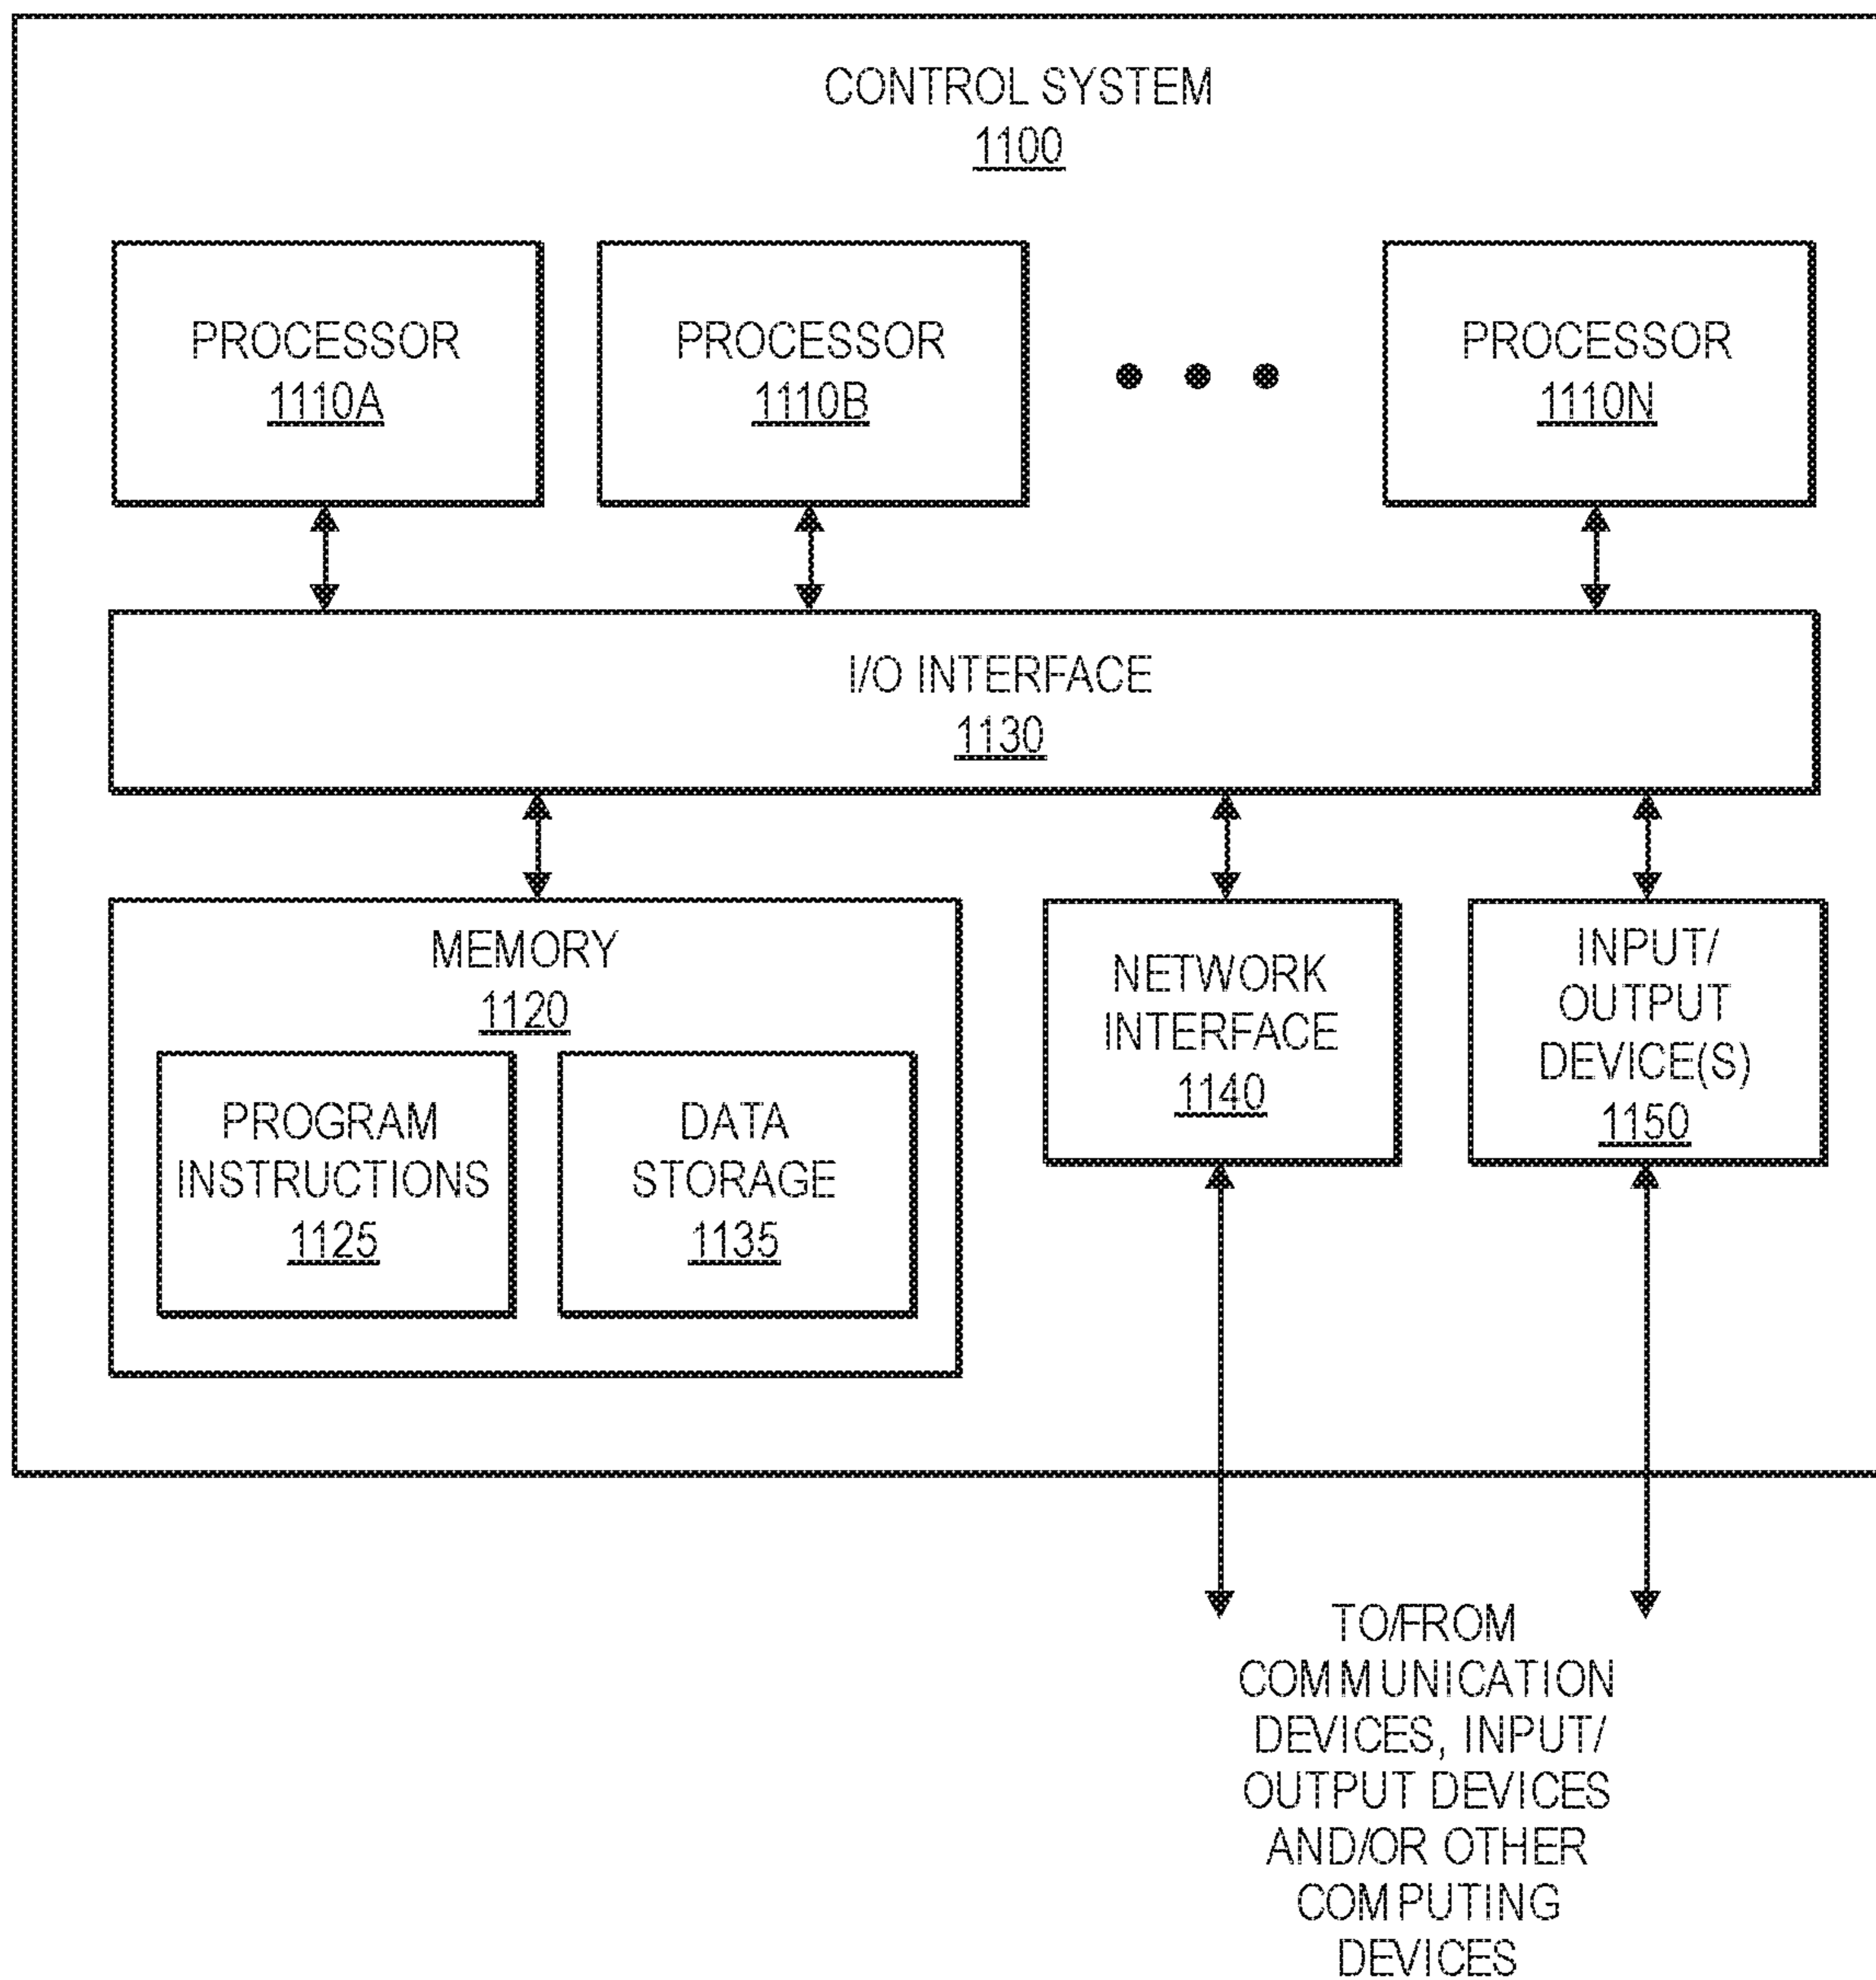 CONTROL SYSTEM
1100
PROCESSOR
1110A
PROCESSOR
1110B
PROCESSOR
1110N
I/O INTERFACE
1130
MEMORY
1120
PROGRAM
INSTRUCTIONS
1125
DATA
STORAGE
1135
NETWORK
INTERFACE
1140
INPUT/
OUTPUT
DEVICE(S)
1150
TO/FROM
COMMUNICATION
DEVICES, INPUT/
OUTPUT DEVICES
AND/OR OTHER
COMPUTING
DEVICES